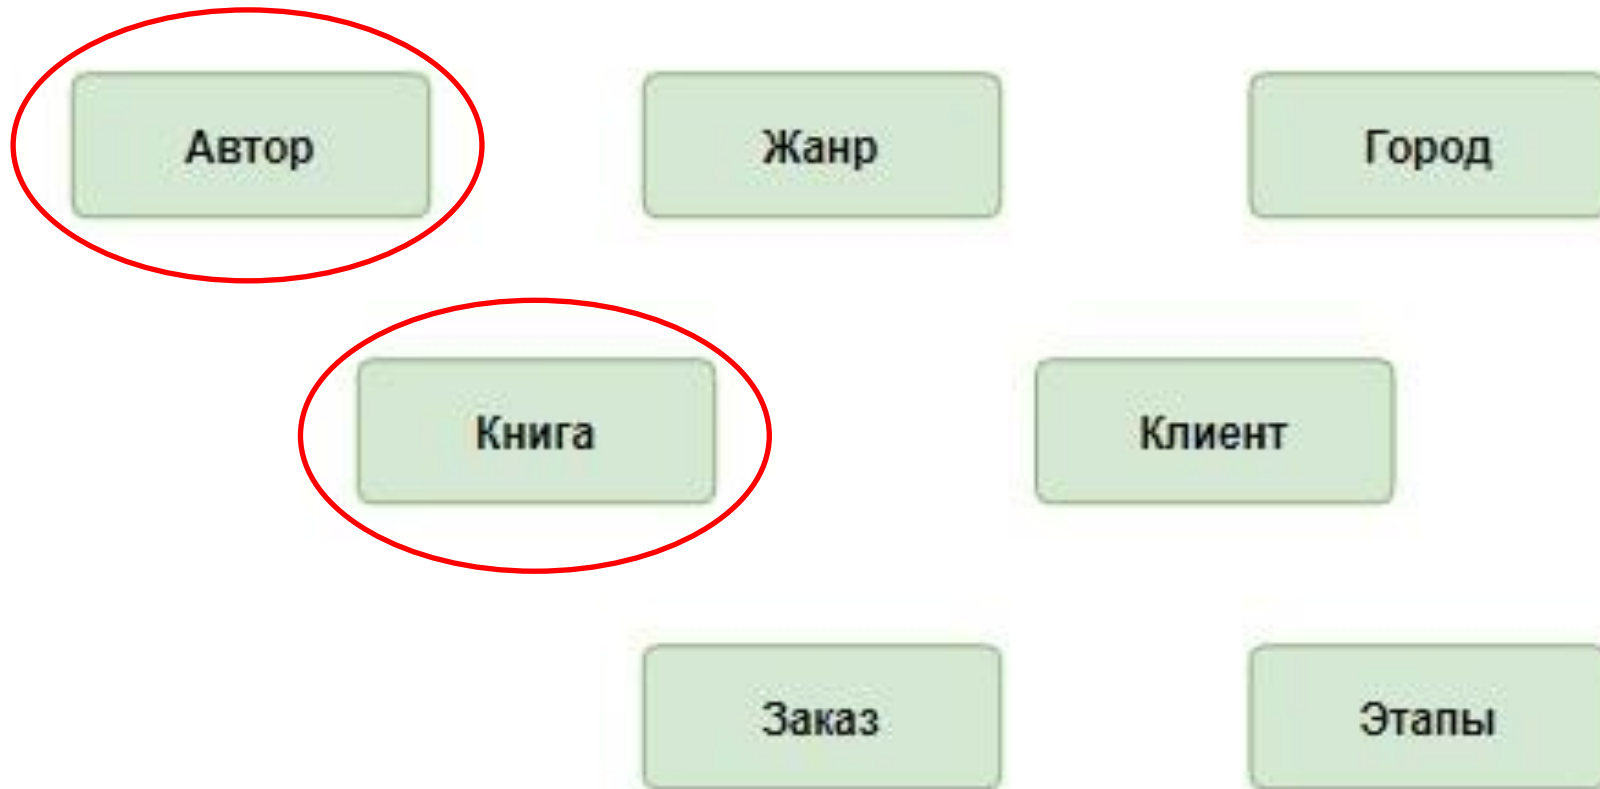 Автор
Жанр
Город
Книга
Клиент
Заказ
Этапы